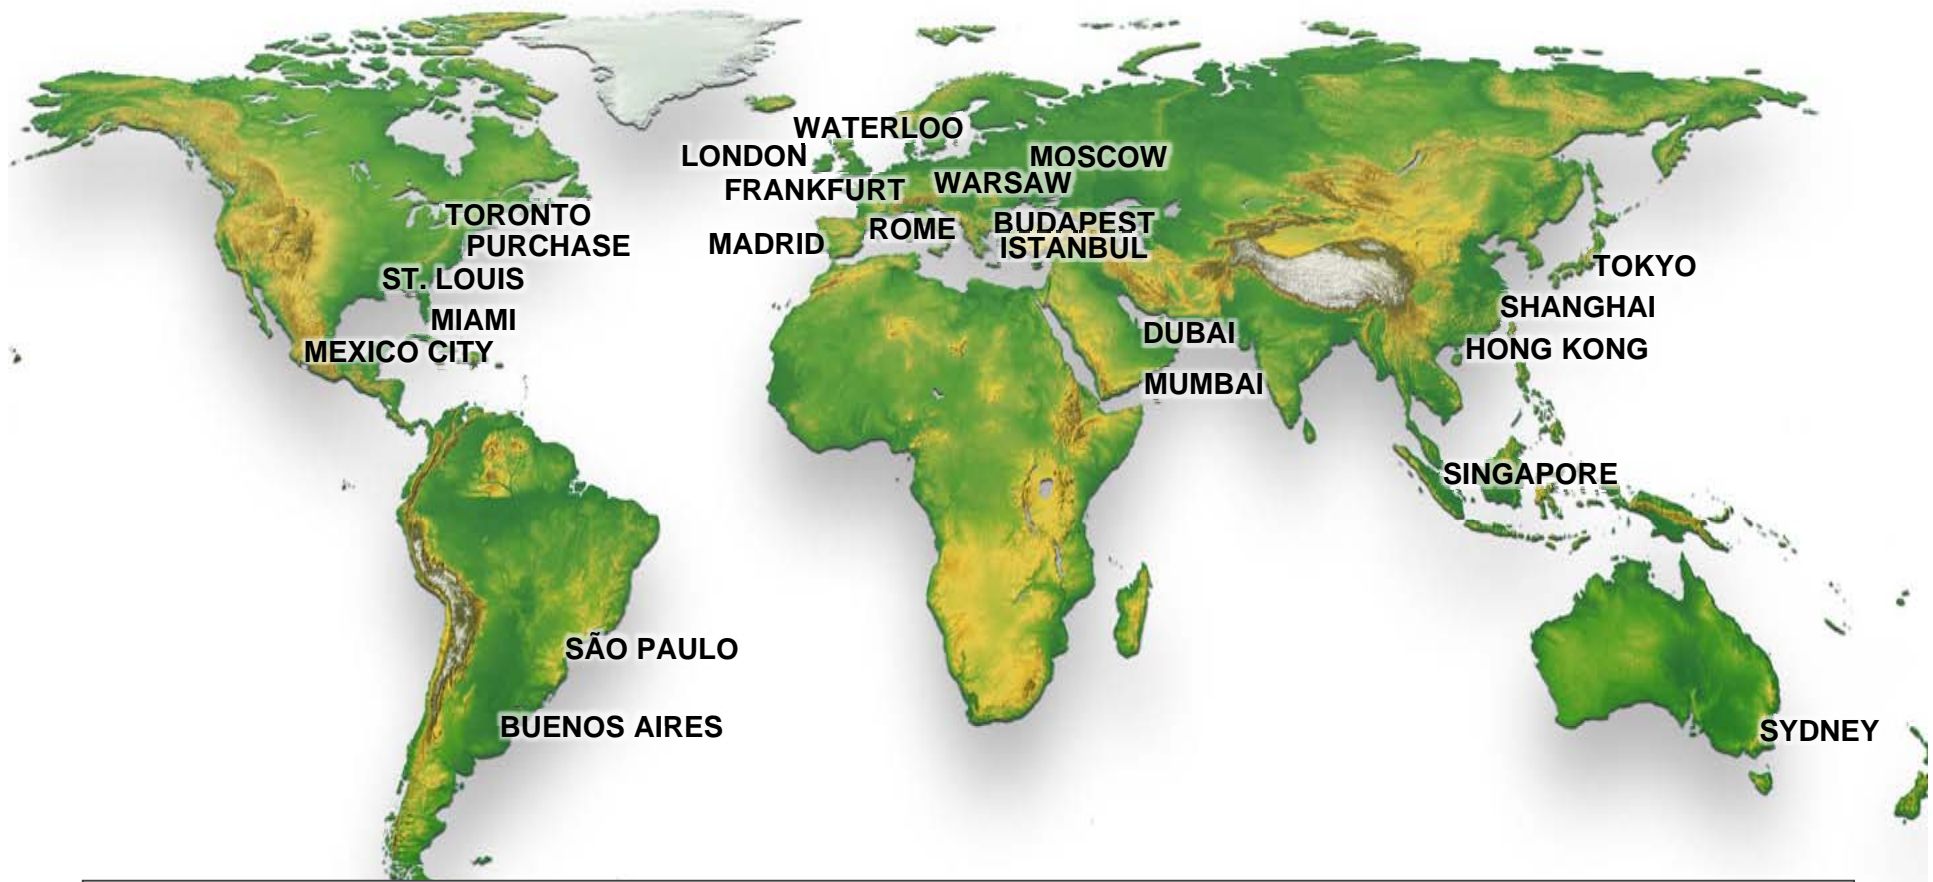 WATERLOO
LONDON
MOSCOW
FRANKFURT
WARSAW
TORONTO
ROME
BUDAPEST
PURCHASE
MADRID
ISTANBUL
ST. LOUIS
TOKYO
MIAMI
SHANGHAI
DUBAI
MEXICO CITY
HONG KONG
MUMBAI
SINGAPORE
SÃO PAULO
BUENOS AIRES
SYDNEY